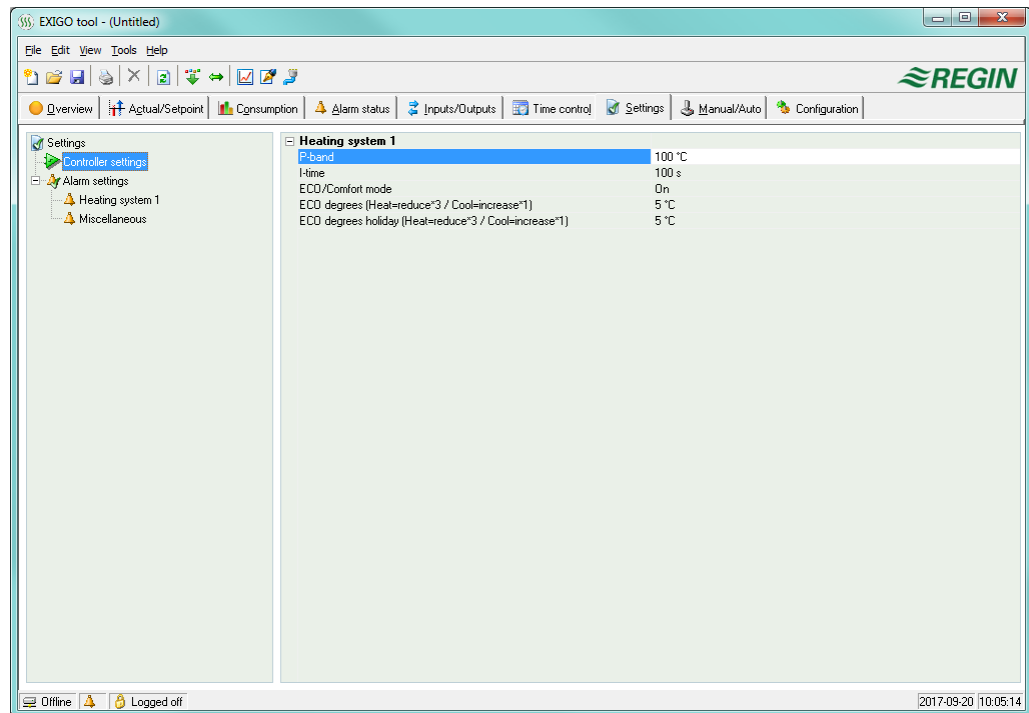 EXIGO tool - (Untitled)
File Edit View Tools Help
REGIN
Overview Actual/Setpoint Consumption Alarm status Inputs/Outputs Time control Settings Manual/Auto Configuration
Settings
Controller settings
Alarm settings
Heating system 1
Miscellaneous
Heating system 1
P-band 100 °C
I-time 100 s
ECO/Comfort mode On
ECO degrees (Heat=reduce*3 / Cool=increase*1) 5 °C
ECO degrees holiday (Heat=reduce*3 / Cool=increase*1) 5 °C
Offline Logged off 2017-09-20 10:05:14